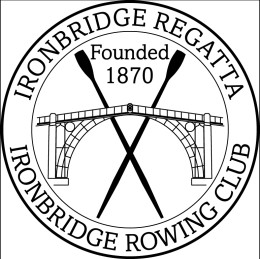 IRONBRIDGE REGATTA
Founded
1870
IRONBRIDGE ROWING CLUB